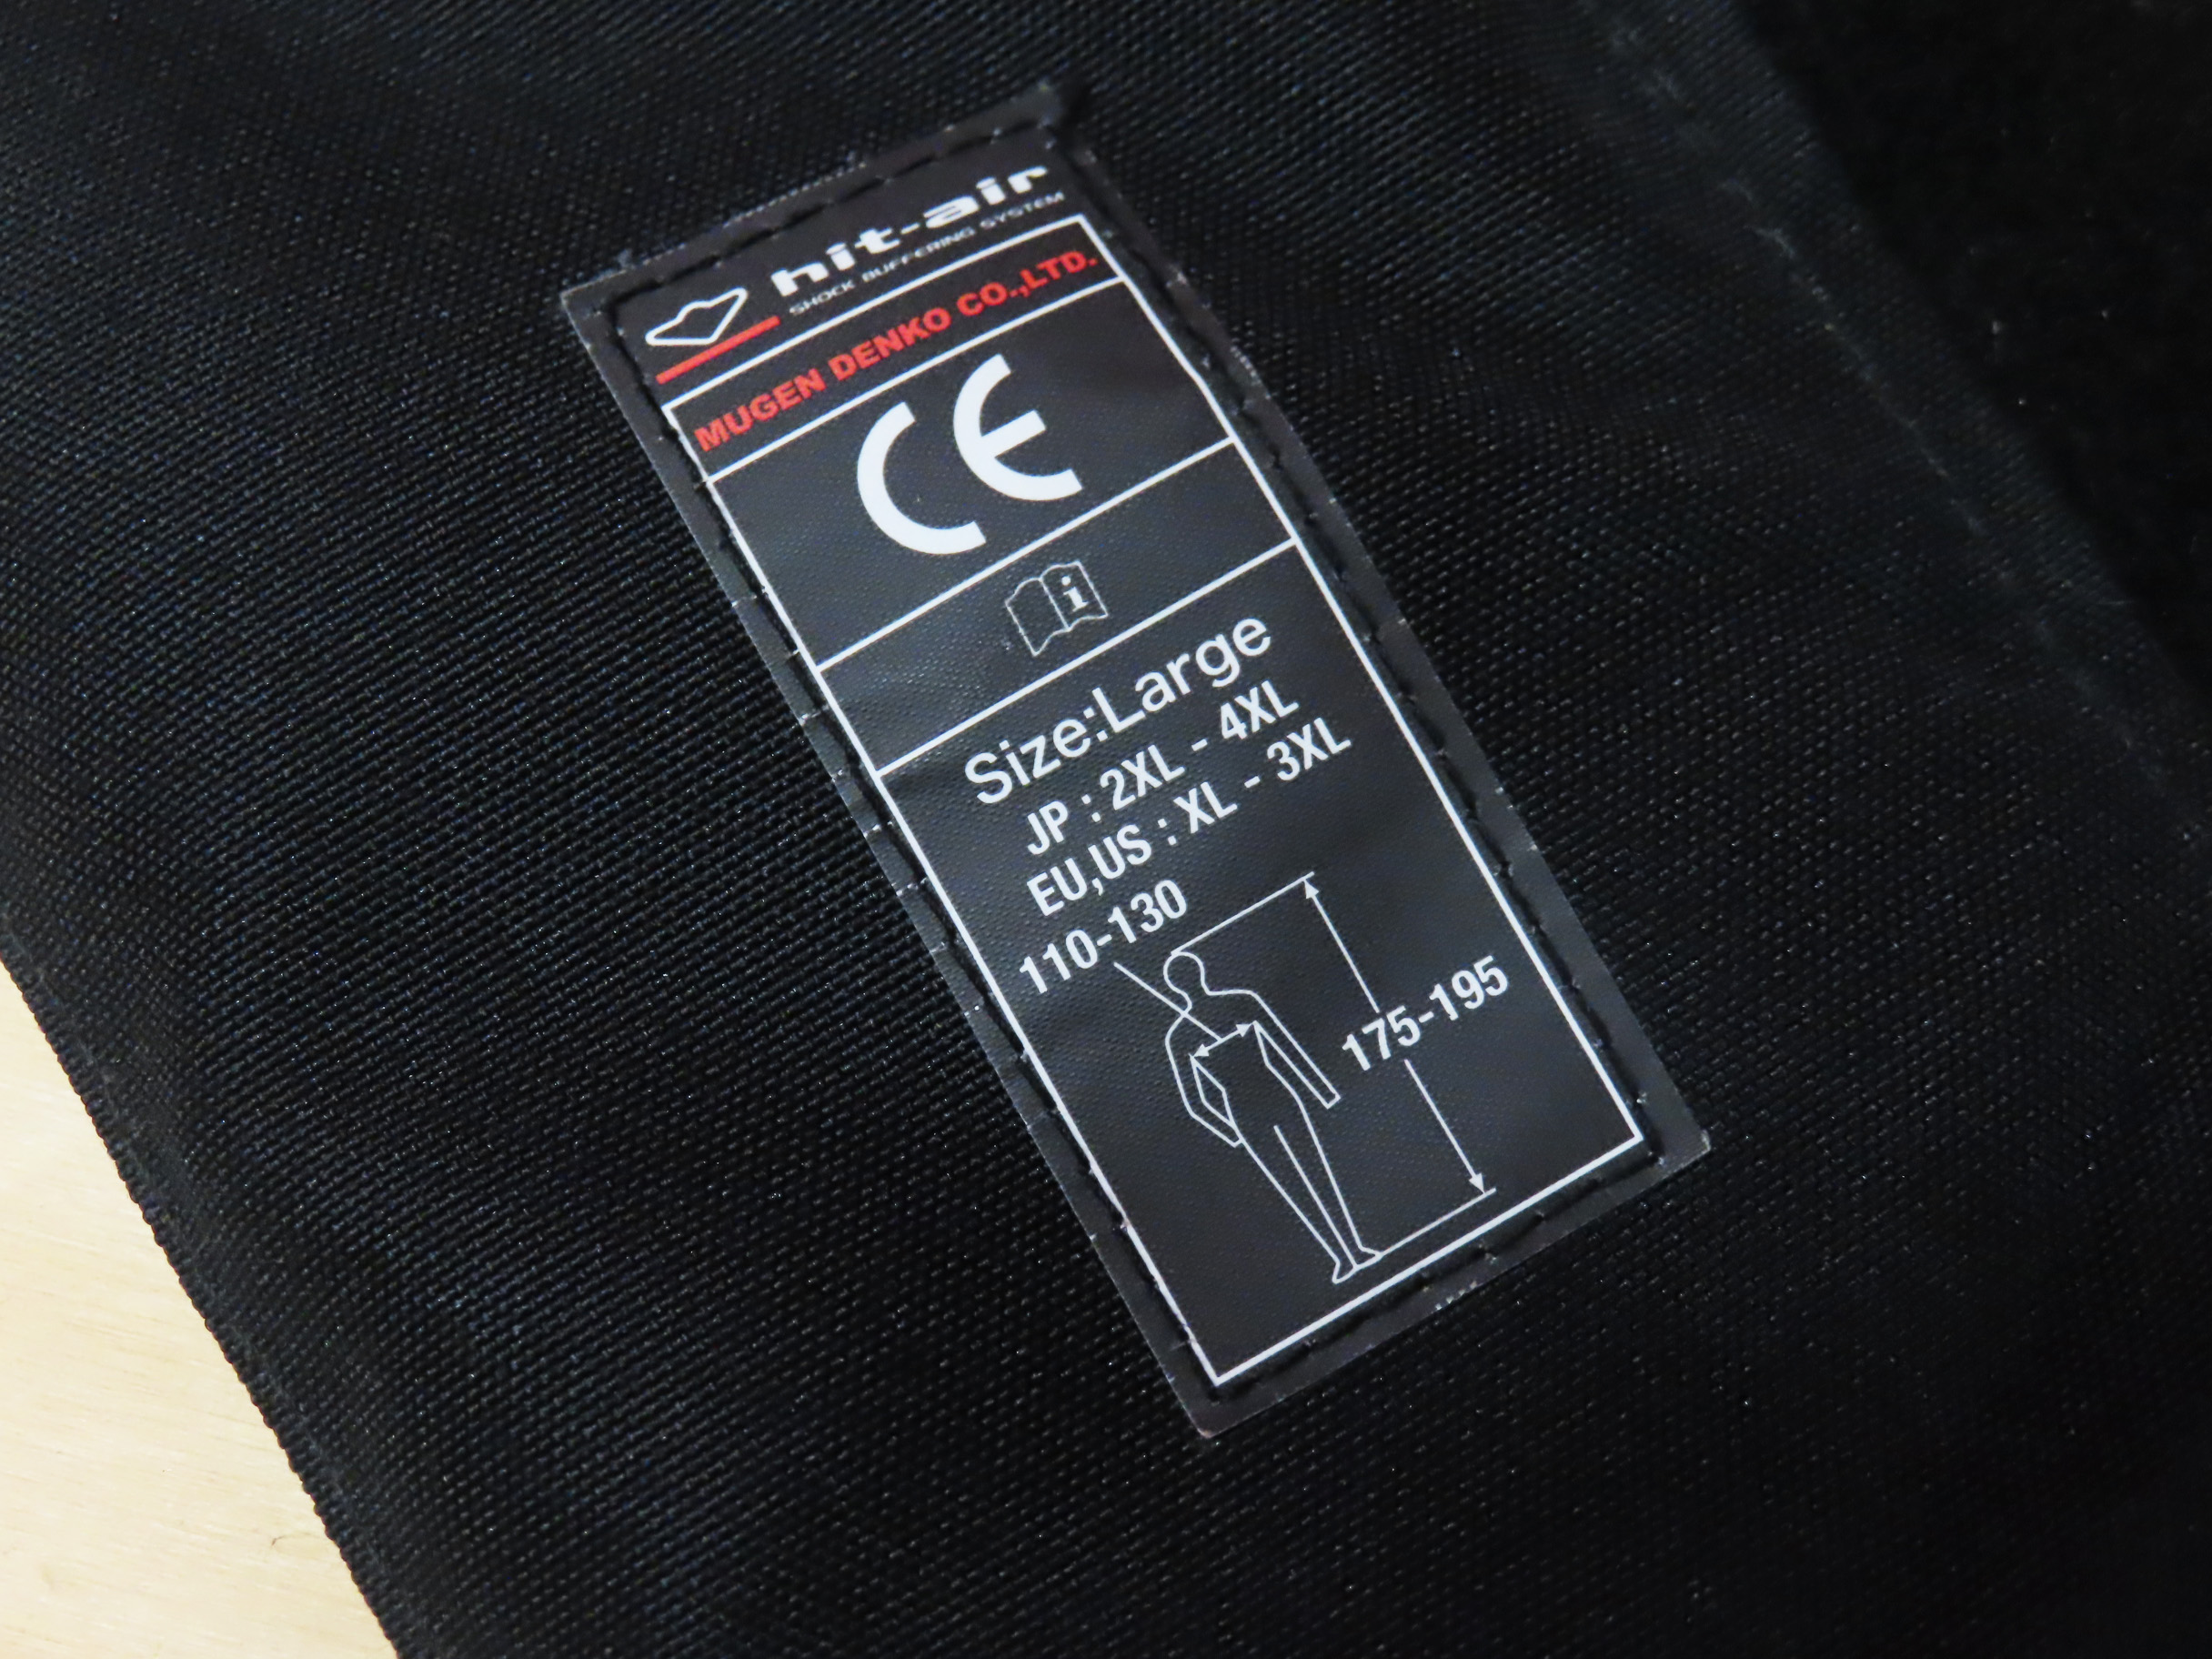 hit-air
SHOCK BUFFERING SYSTEM
MUGEN DENKO CO.,LTD.
CE
i
Size:Large
JP : 2XL - 4XL
EU,US : XL - 3XL
110-130
175-195